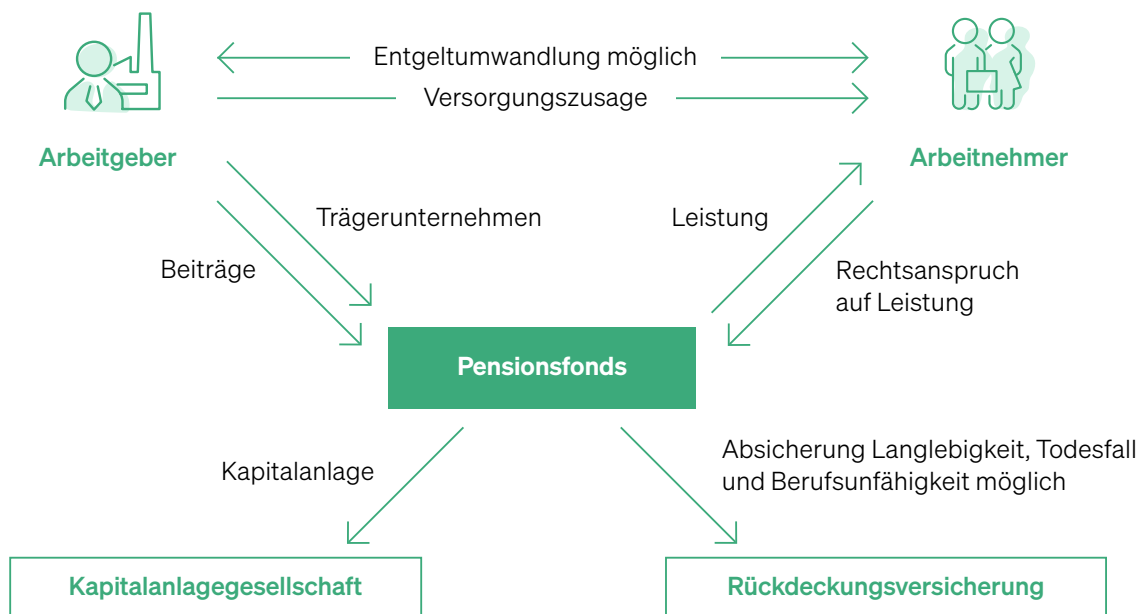 Entgeltumwandlung möglich
Versorgungszusage
Arbeitgeber
Arbeitnehmer
Trägerunternehmen
Leistung
Beiträge
Rechtsanspruch
auf Leistung
Pensionsfonds
Kapitalanlage
Absicherung Langlebigkeit, Todesfall
und Berufsunfähigkeit möglich
Kapitalanlagegesellschaft
Rückdeckungsversicherung